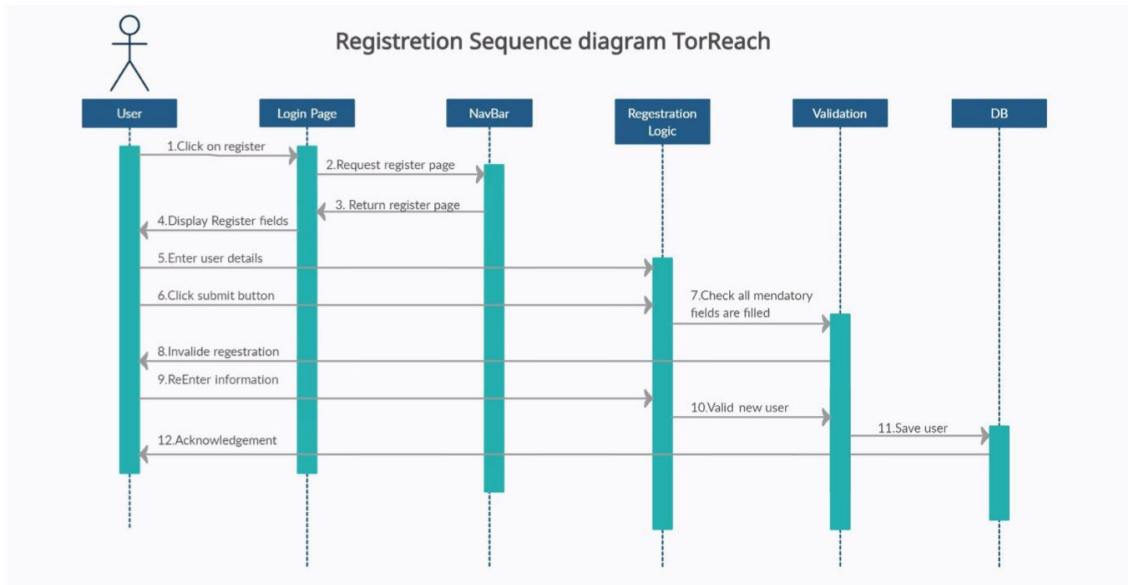 Registretion Sequence diagram TorReach
User
Login Page
NavBar
Regestration
Logic
Validation
DB
1.Click on register
2.Request register page
3. Return register page
4.Display Register fields
5.Enter user details
6.Click submit button
7.Check all mendatory
fields are filled
8.Invalide regestration
9.ReEnter information
10.Valid new user
11.Save user
12.Acknowledgement